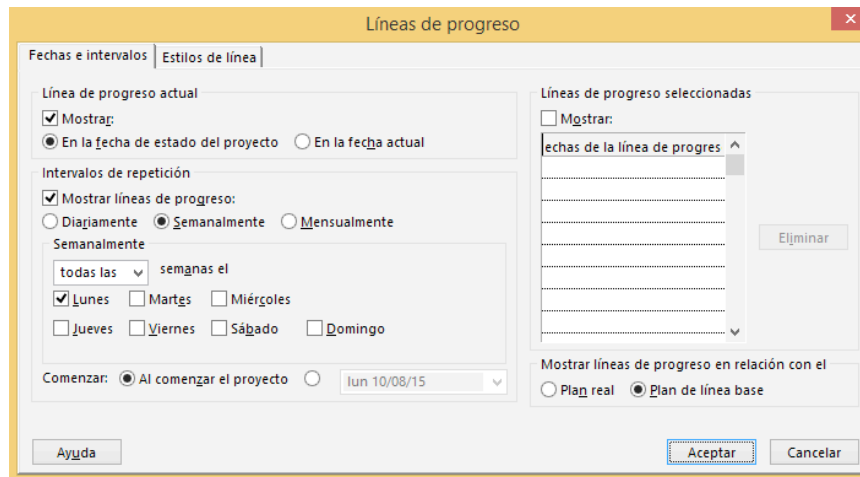 Líneas de progreso
Fechas e intervalos
Estilos de línea
Línea de progreso actual
Mostrar:
En la fecha de estado del proyecto
En la fecha actual
Intervalos de repetición
Mostrar líneas de progreso:
Diariamente
Semanalmente
Mensualmente
Semanalmente
todas las semanas el
Lunes
Martes
Miércoles
Jueves
Viernes
Sábado
Domingo
Comenzar:
Al comenzar el proyecto
lun 10/08/15
Líneas de progreso seleccionadas
Mostrar:
echas de la línea de progres
Eliminar
Mostrar líneas de progreso en relación con el
Plan real
Plan de línea base
Ayuda
Aceptar
Cancelar